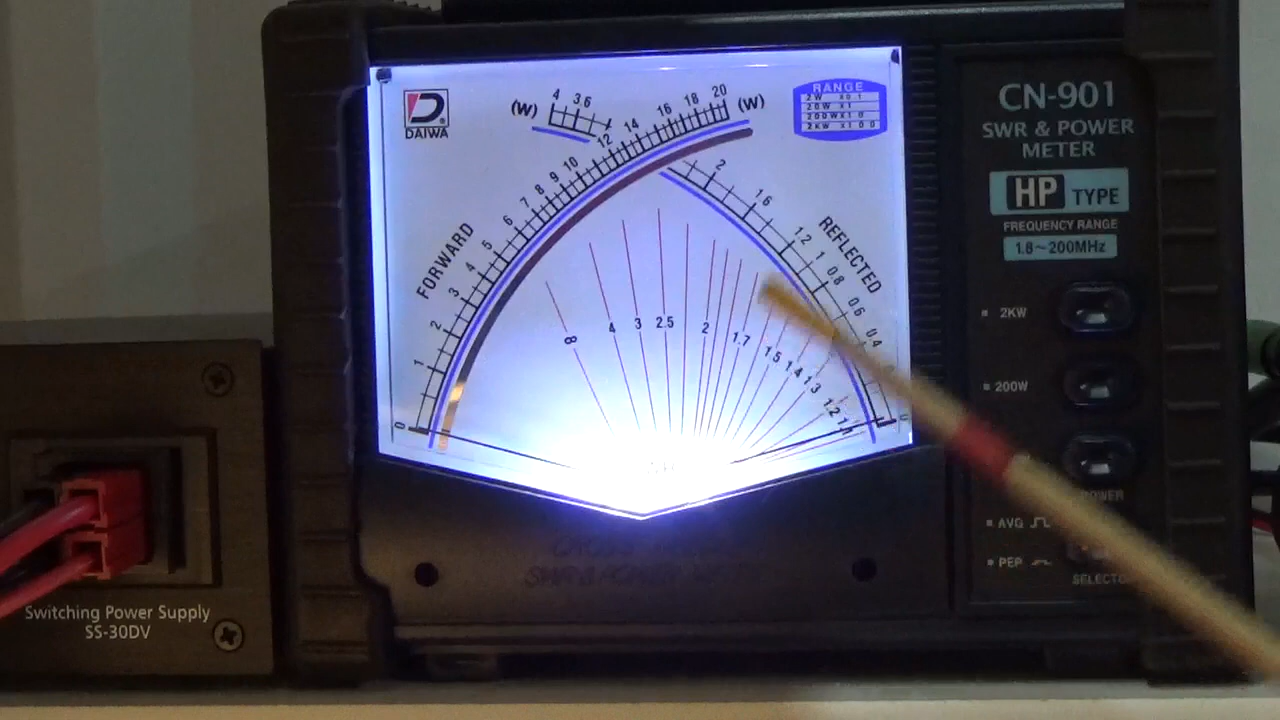 4 3.6
(W)
16 18 20
(W)
RANGE
2W X0.1
20W X1
200W X10
2KW X100
DAIWA
CN-901
SWR & POWER
METER
HP TYPE
FREQUENCY RANGE
1.8~200MHz
0 1 2 3 4 5 6 7 8 9 10 12 14
FORWARD
2 1.6 1.2 1 0.8 0.6 0.4
0
REFLECTED
8 4 3 2.5 2 1.7 1.5 1.4 1.3 1.2 1.1
2KW
200W
POWER
AVG
PEP
SELECTO
Switching Power Supply
SS-30DV